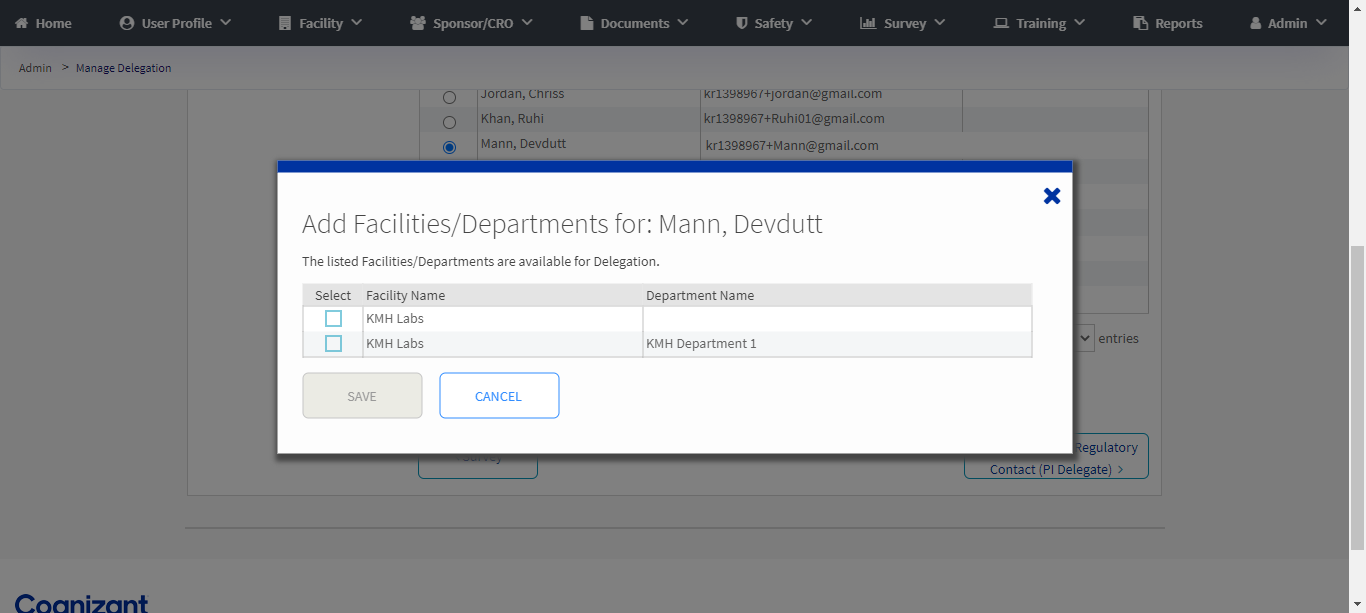 Home User Profile Facility Sponsor/CRO Documents Safety Survey Training Reports Admin
Admin > Manage Delegation
Jordan, Chriss kr1398967+jordan@gmail.com
Khan, Ruhi kr1398967+Ruhi01@gmail.com
Mann, Devdutt kr1398967+Mann@gmail.com
Add Facilities/Departments for: Mann, Devdutt
The listed Facilities/Departments are available for Delegation.
Select Facility Name Department Name
KMH Labs
KMH Labs KMH Department 1
entries
SAVE CANCEL
Regulatory
Survey
Contact (PI Delegate) >
Cognizant